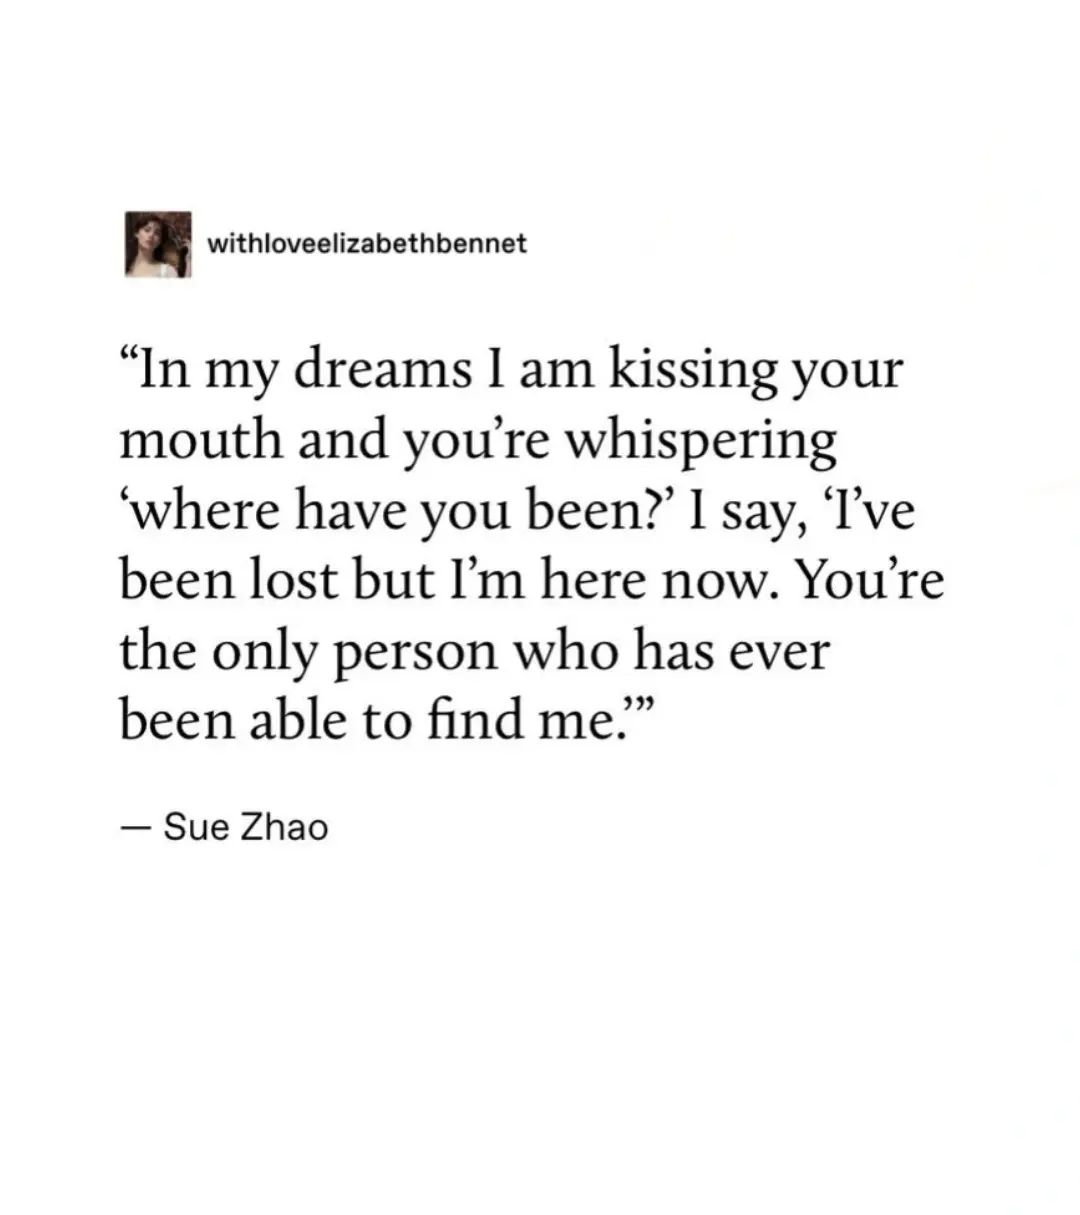 withloveelizabethbennet
“In my dreams I am kissing your
mouth and you’re whispering
‘where have you been?’ I say, ‘I’ve
been lost but I’m here now. You’re
the only person who has ever
been able to find me.’”
— Sue Zhao